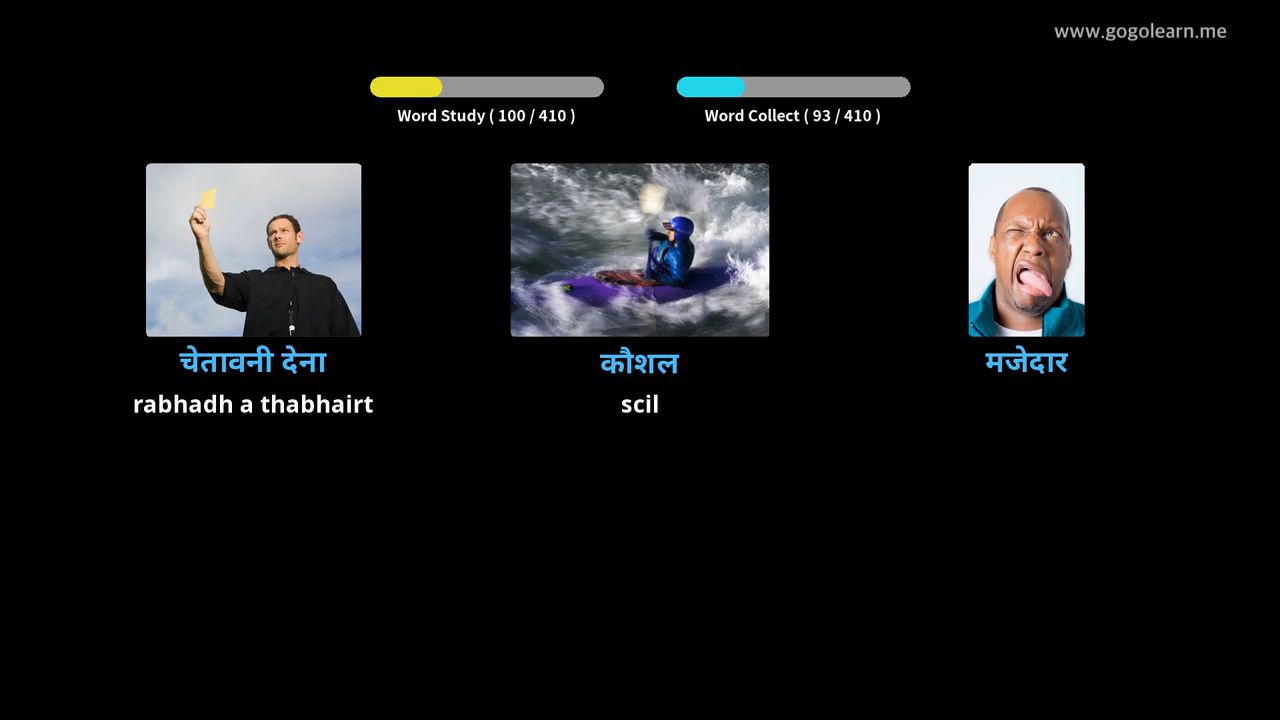 www.gogolearn.me
Word Study ( 100 / 410 )
Word Collect ( 93 / 410 )
चेतावनी देना
कौशल
मजेदार
rabhadh a thabhairt
scil